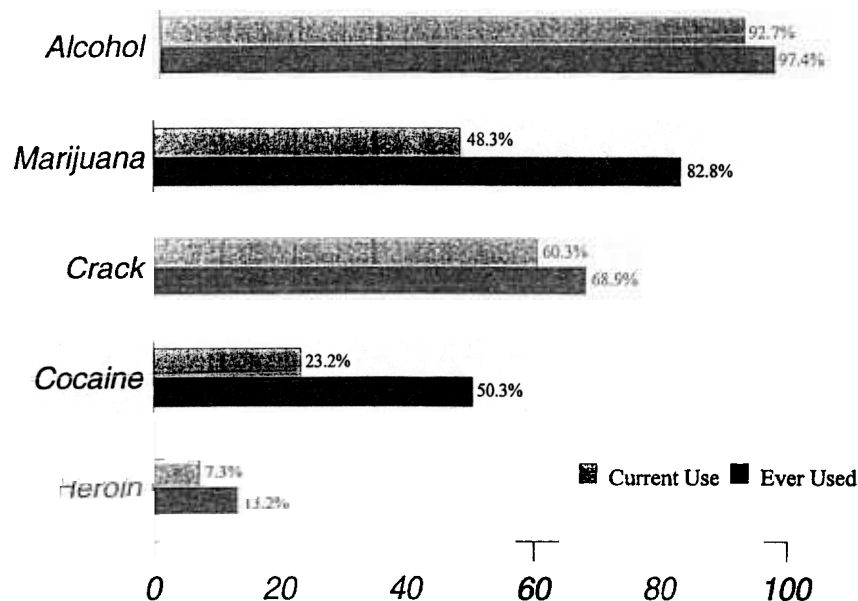 Alcohol
92.7%
97.4%
Marijuana
48.3%
82.8%
Crack
60.3%
68.9%
Cocaine
23.2%
50.3%
Heroin
7.3%
13.2%
Current Use Ever Used
0 20 40 60 80 100